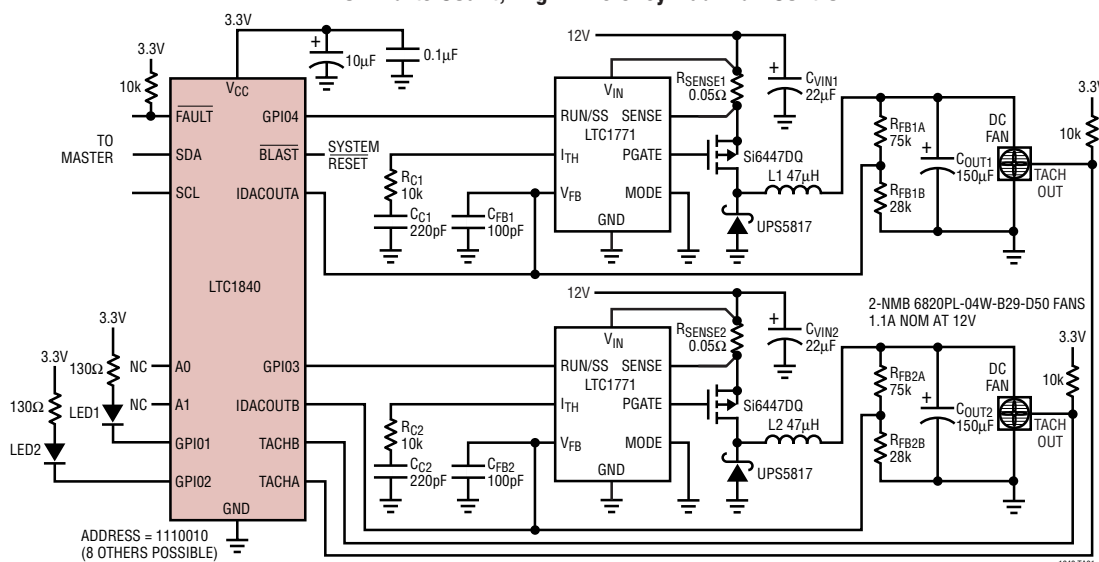 3.3V
3.3V
10k
+
10µF
0.1µF
VCC
FAULT
GPIO4
TO
MASTER
SDA
BLAST
SYSTEM
RESET
SCL
IDACOUTA
LTC1840
3.3V
3.3V
130Ω
130Ω
LED1
LED2
NC
A0
NC
A1
GPIO3
IDACOUTB
GPIO1
TACHB
GPIO2
TACHA
GND
ADDRESS = 1110010
(8 OTHERS POSSIBLE)
12V
RSENSE1
0.05Ω
+
CVIN1
22µF
VIN
RUN/SS
SENSE
LTC1771
ITH
PGATE
VFB
MODE
GND
RC1
10k
CC1
220pF
CFB1
100pF
Si6447DQ
L1 47µH
UPS5817
RFB1A
75k
RFB1B
28k
+
COUT1
150µF
DC
FAN
TACH
OUT
10k
12V
RSENSE2
0.05Ω
+
CVIN2
22µF
VIN
RUN/SS
SENSE
LTC1771
ITH
PGATE
VFB
MODE
GND
RC2
10k
CC2
220pF
CFB2
100pF
Si6447DQ
L2 47µH
UPS5817
2-NMB 6820PL-04W-B29-D50 FANS
1.1A NOM AT 12V
RFB2A
75k
RFB2B
28k
+
COUT2
150µF
DC
FAN
TACH
OUT
3.3V
10k